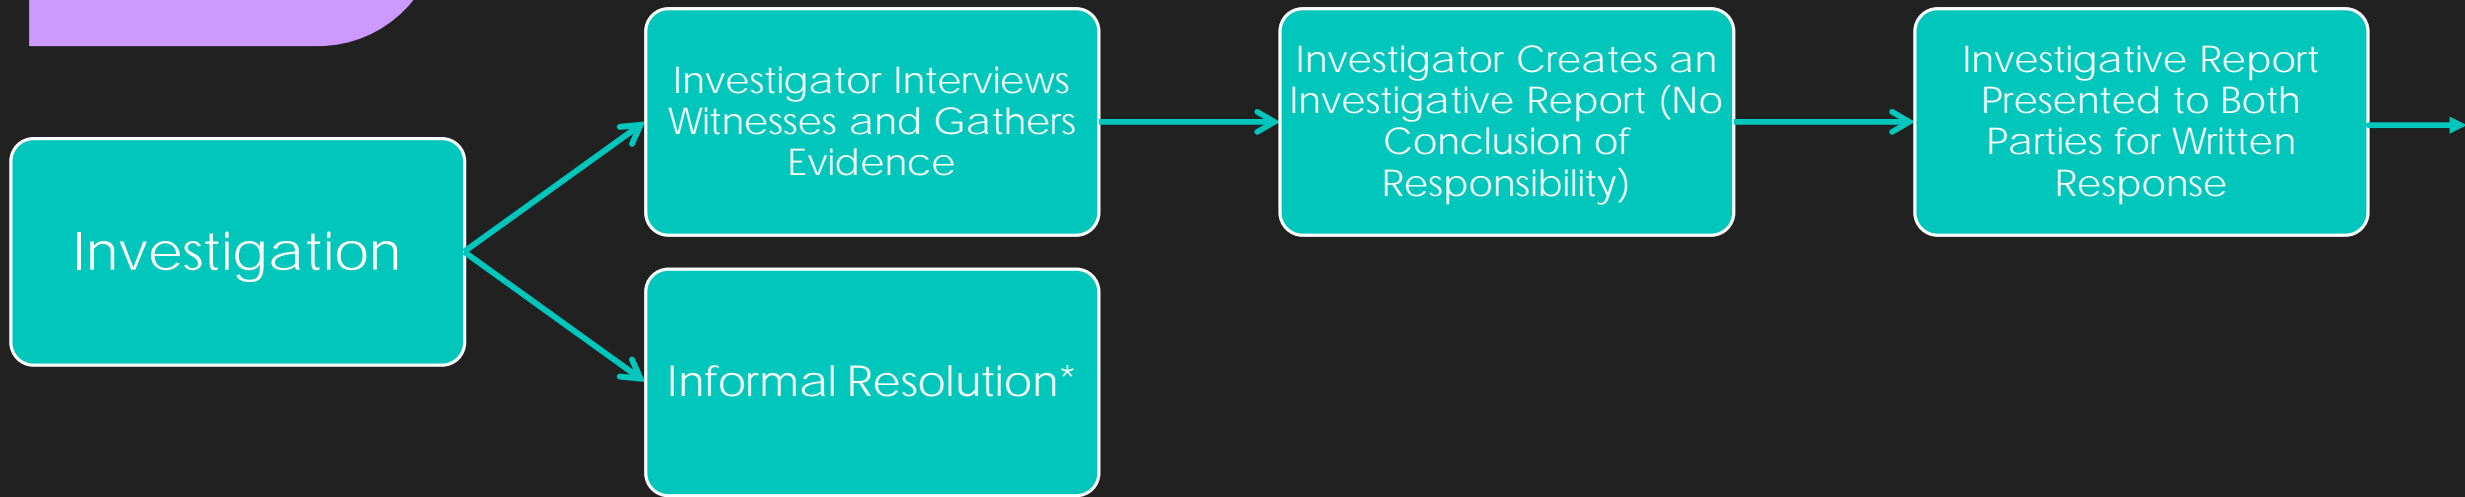 Investigation
Investigator Interviews
Witnesses and Gathers
Evidence
Informal Resolution*
Investigator Creates an
Investigative Report (No
Conclusion of
Responsibility)
Investigative Report
Presented to Both
Parties for Written
Response